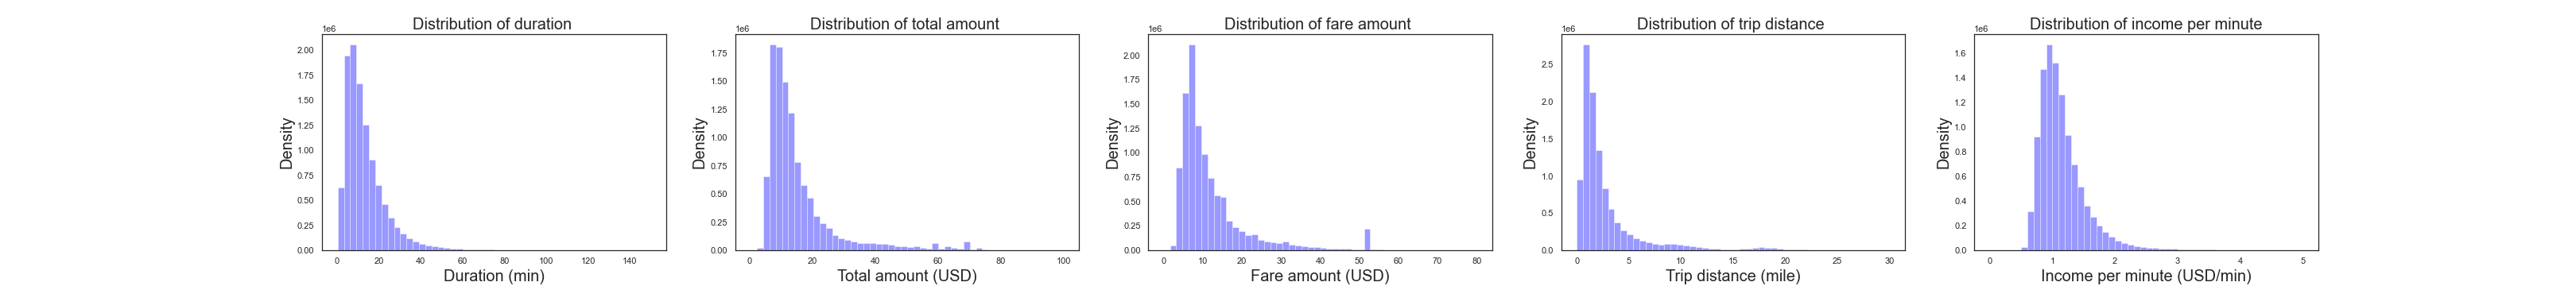 Distribution of duration
1e6
2.00
1.75
1.50
1.25
1.00
0.75
0.50
0.25
0.00
Density
0 20 40 60 80 100 120 140
Duration (min)
Distribution of total amount
1e6
1.75
1.50
1.25
1.00
0.75
0.50
0.25
0.00
Density
0 20 40 60 80 100
Total amount (USD)
Distribution of fare amount
1e6
2.00
1.75
1.50
1.25
1.00
0.75
0.50
0.25
0.00
Density
0 10 20 30 40 50 60 70 80
Fare amount (USD)
Distribution of trip distance
1e6
2.5
2.0
1.5
1.0
0.5
0.0
Density
0 5 10 15 20 25 30
Trip distance (mile)
Distribution of income per minute
1e6
1.6
1.4
1.2
1.0
0.8
0.6
0.4
0.2
0.0
Density
0 1 2 3 4 5
Income per minute (USD/min)